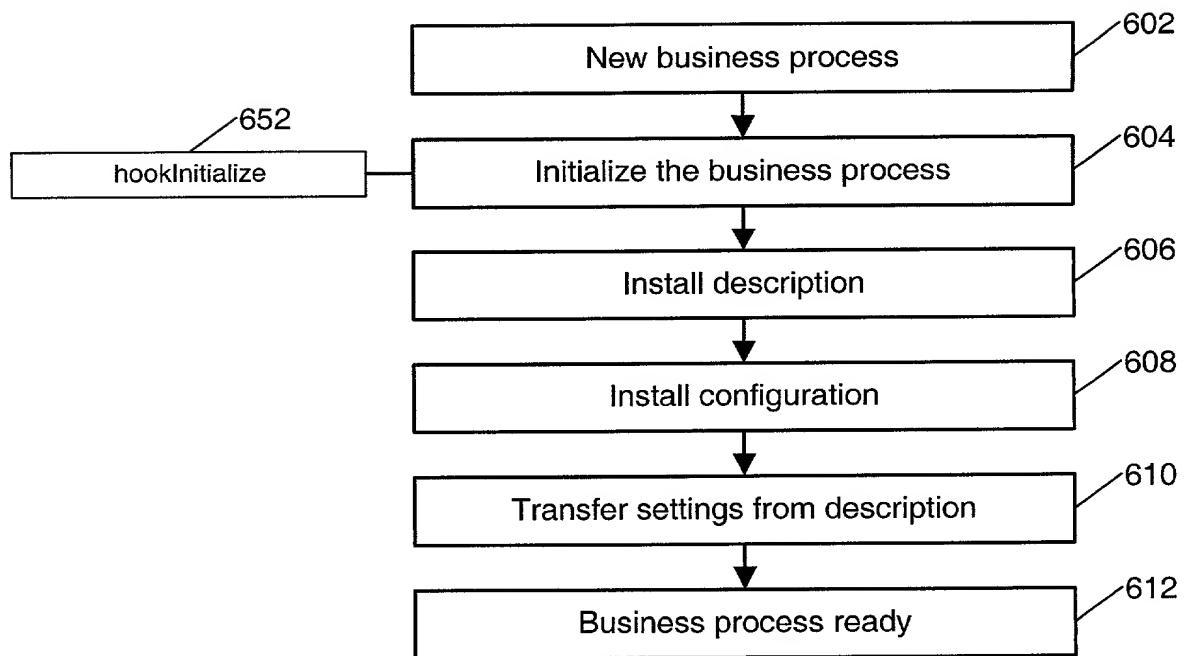 602
New business process
652
604
hookInitialize
Initialize the business process
606
Install description
608
Install configuration
610
Transfer settings from description
612
Business process ready